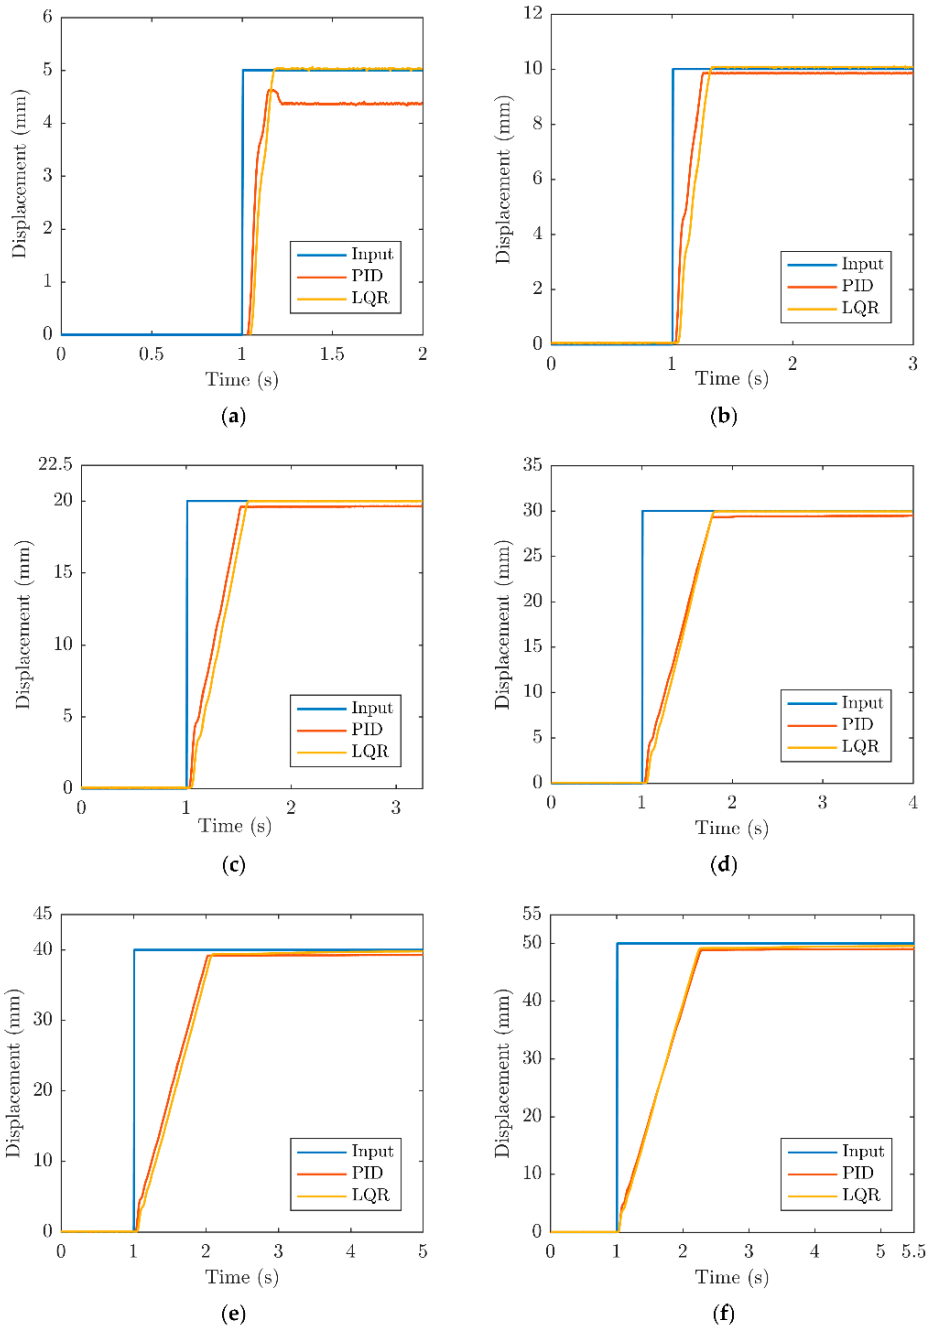 6
5
4
3
2
1
0
Displacement (mm)
Input
PID
LQR
0 0.5 1 1.5 2
Time (s)
(a)
12
10
8
6
4
2
0
Displacement (mm)
Input
PID
LQR
0 1 2 3
Time (s)
(b)
22.5
20
15
10
5
0
Displacement (mm)
Input
PID
LQR
0 1 2 3
Time (s)
(c)
35
30
25
20
15
10
5
0
Displacement (mm)
Input
PID
LQR
0 1 2 3 4
Time (s)
(d)
45
40
30
20
10
0
Displacement (mm)
Input
PID
LQR
0 1 2 3 4 5
Time (s)
(e)
55
50
40
30
20
10
0
Displacement (mm)
Input
PID
LQR
0 1 2 3 4 5 5.5
Time (s)
(f)